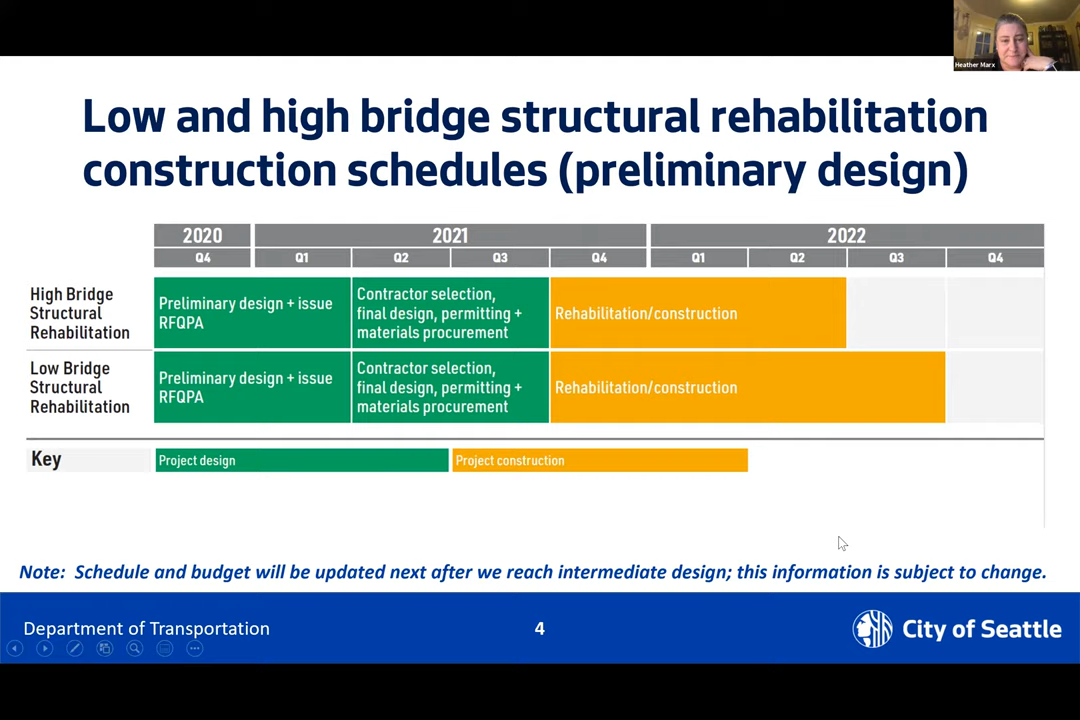 Heather Marx
Low and high bridge structural rehabilitation
construction schedules (preliminary design)
2020 2021 2022
Q4 Q1 Q2 Q3 Q4 Q1 Q2 Q3 Q4
High Bridge
Structural
Rehabilitation
Preliminary design + issue
RFQPA
Contractor selection,
final design, permitting +
materials procurement
Rehabilitation/construction
Low Bridge
Structural
Rehabilitation
Preliminary design + issue
RFQPA
Contractor selection,
final design, permitting +
materials procurement
Rehabilitation/construction
Key Project design Project construction
Note: Schedule and budget will be updated next after we reach intermediate design; this information is subject to change.
Department of Transportation 4 City of Seattle